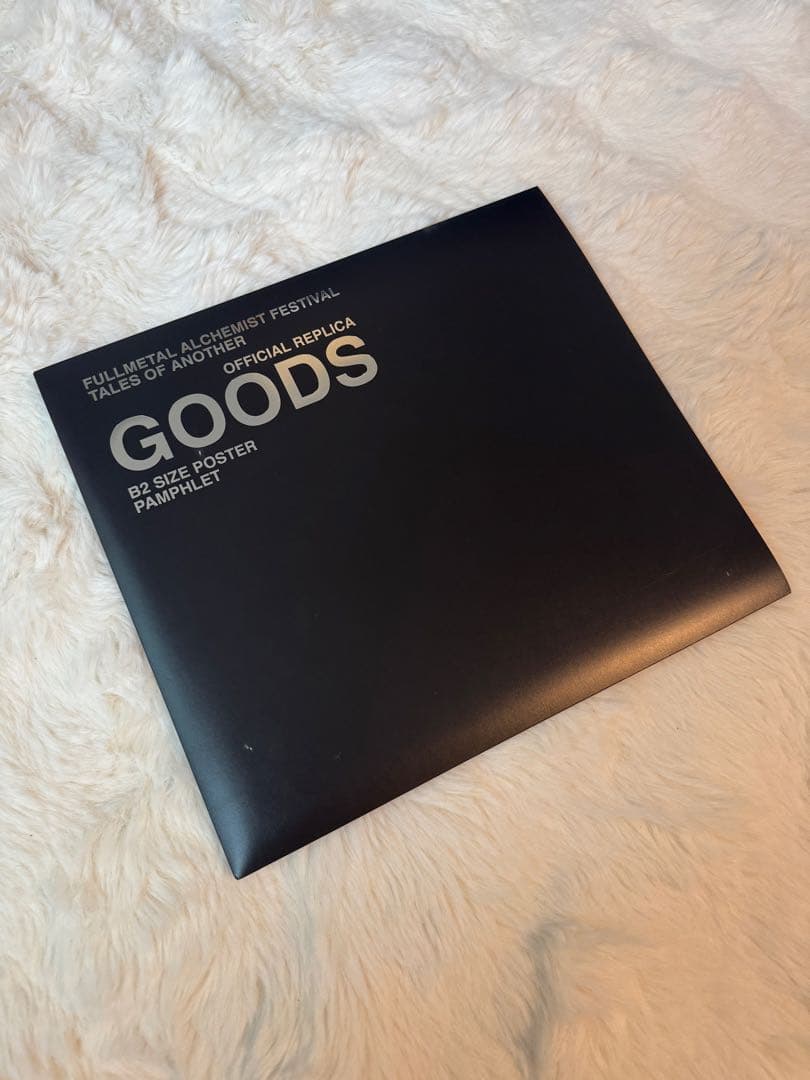 FULLMETAL ALCHEMIST FESTIVAL
TALES OF ANOTHER
OFFICIAL REPLICA
GOODS
B2 SIZE POSTER
PAMPHLET